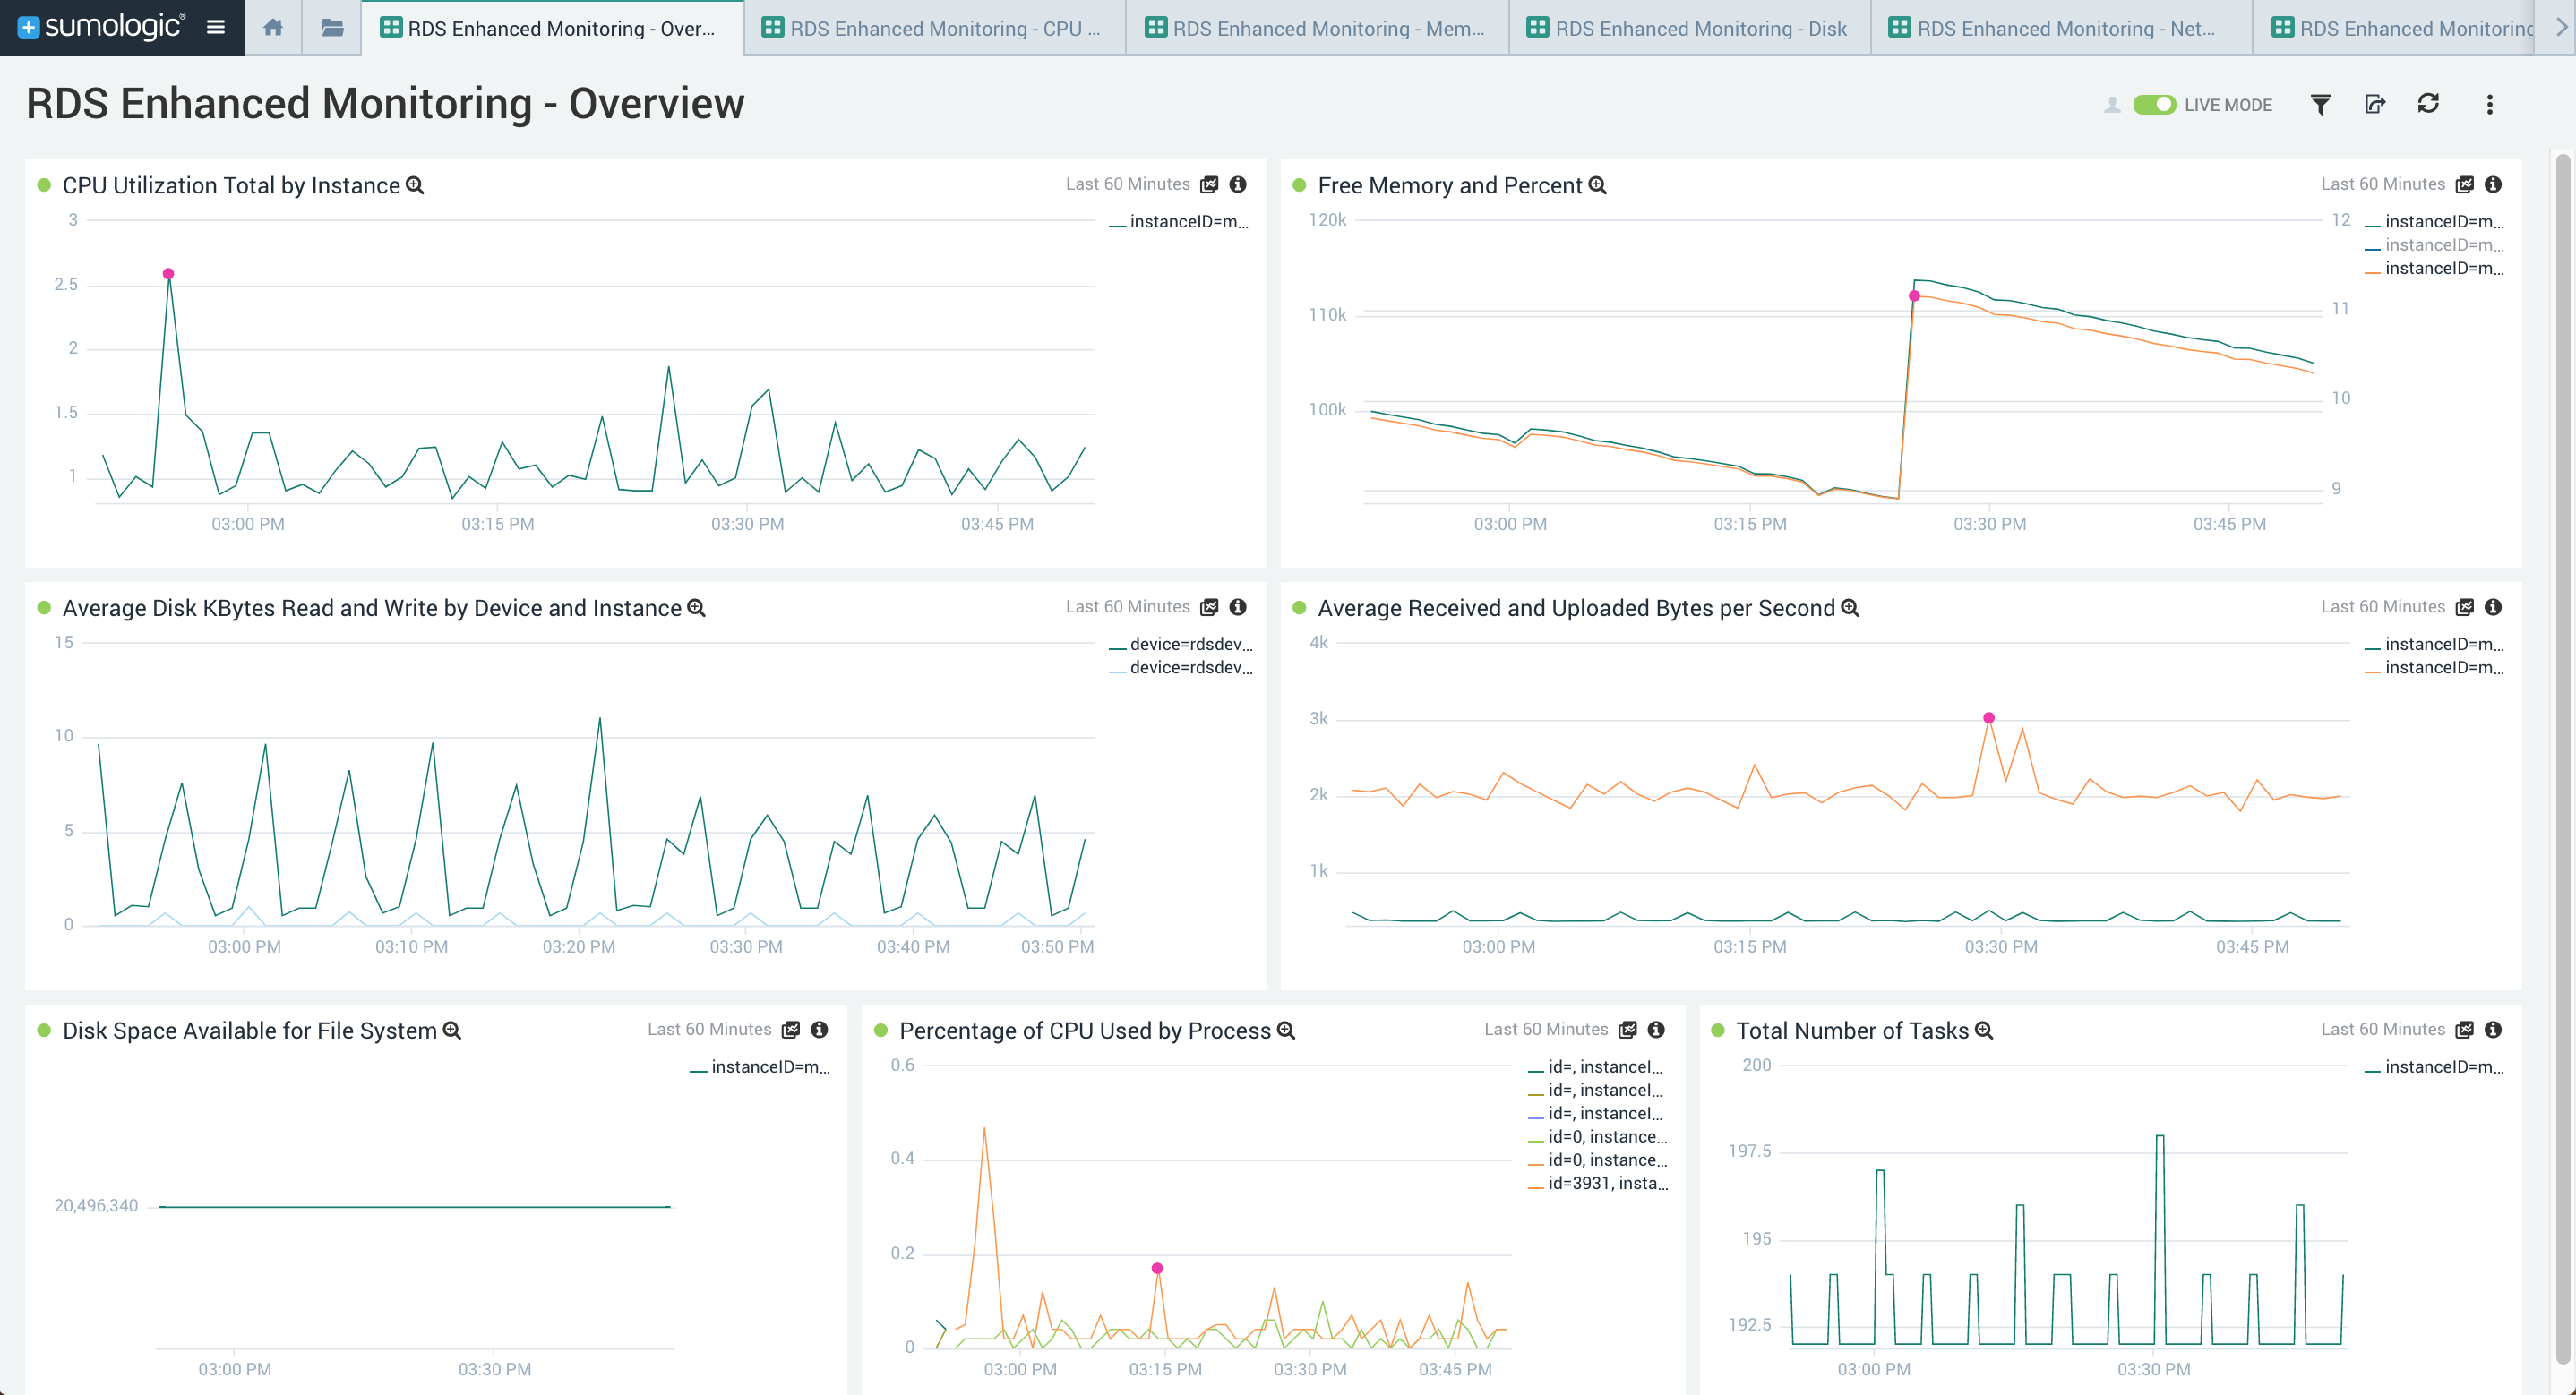 sumologic®
RDS Enhanced Monitoring - Over...
RDS Enhanced Monitoring - CPU ...
RDS Enhanced Monitoring - Mem...
RDS Enhanced Monitoring - Disk
RDS Enhanced Monitoring - Net...
RDS Enhanced Monitoring
RDS Enhanced Monitoring - Overview
LIVE MODE
CPU Utilization Total by Instance
Last 60 Minutes
3
2.5
2
1.5
1
03:00 PM 03:15 PM 03:30 PM 03:45 PM
instanceID=m...
Free Memory and Percent
Last 60 Minutes
120k
110k
100k
12
11
10
9
03:00 PM 03:15 PM 03:30 PM 03:45 PM
instanceID=m...
instanceID=m...
instanceID=m...
Average Disk KBytes Read and Write by Device and Instance
Last 60 Minutes
15
10
5
0
03:00 PM 03:10 PM 03:20 PM 03:30 PM 03:40 PM 03:50 PM
device=rdsdev...
device=rdsdev...
Average Received and Uploaded Bytes per Second
Last 60 Minutes
4k
3k
2k
1k
03:00 PM 03:15 PM 03:30 PM 03:45 PM
instanceID=m...
instanceID=m...
Disk Space Available for File System
Last 60 Minutes
instanceID=m...
20,496,340
03:00 PM 03:30 PM
Percentage of CPU Used by Process
Last 60 Minutes
0.6
0.4
0.2
0
03:00 PM 03:15 PM 03:30 PM 03:45 PM
id=, instanceI...
id=, instanceI...
id=, instanceI...
id=0, instance...
id=0, instance...
id=3931, insta...
Total Number of Tasks
Last 60 Minutes
200
197.5
195
192.5
03:00 PM 03:30 PM
instanceID=m...